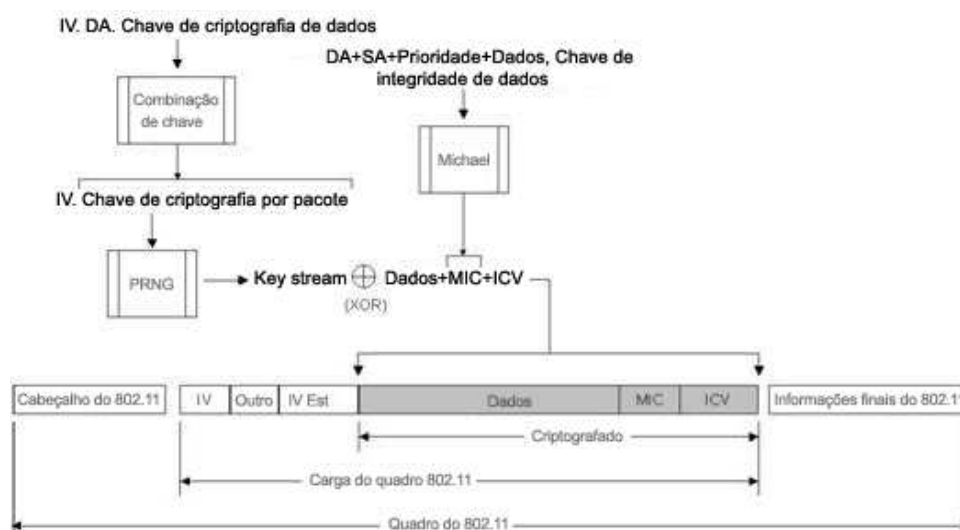 IV. DA. Chave de criptografia de dados
DA+SA+Prioridade+Dados, Chave de
integridade de dados
Combinação
de chave
Michael
IV. Chave de criptografia por pacote
PRNG
Key stream ⊕ Dados+MIC+ICV
(XOR)
Cabeçalho do 802.11
IV
Outro
IV Est
Dados
MIC
ICV
Informações finais do 802.11
Criptografado
Carga do quadro 802.11
Quadro do 802.11